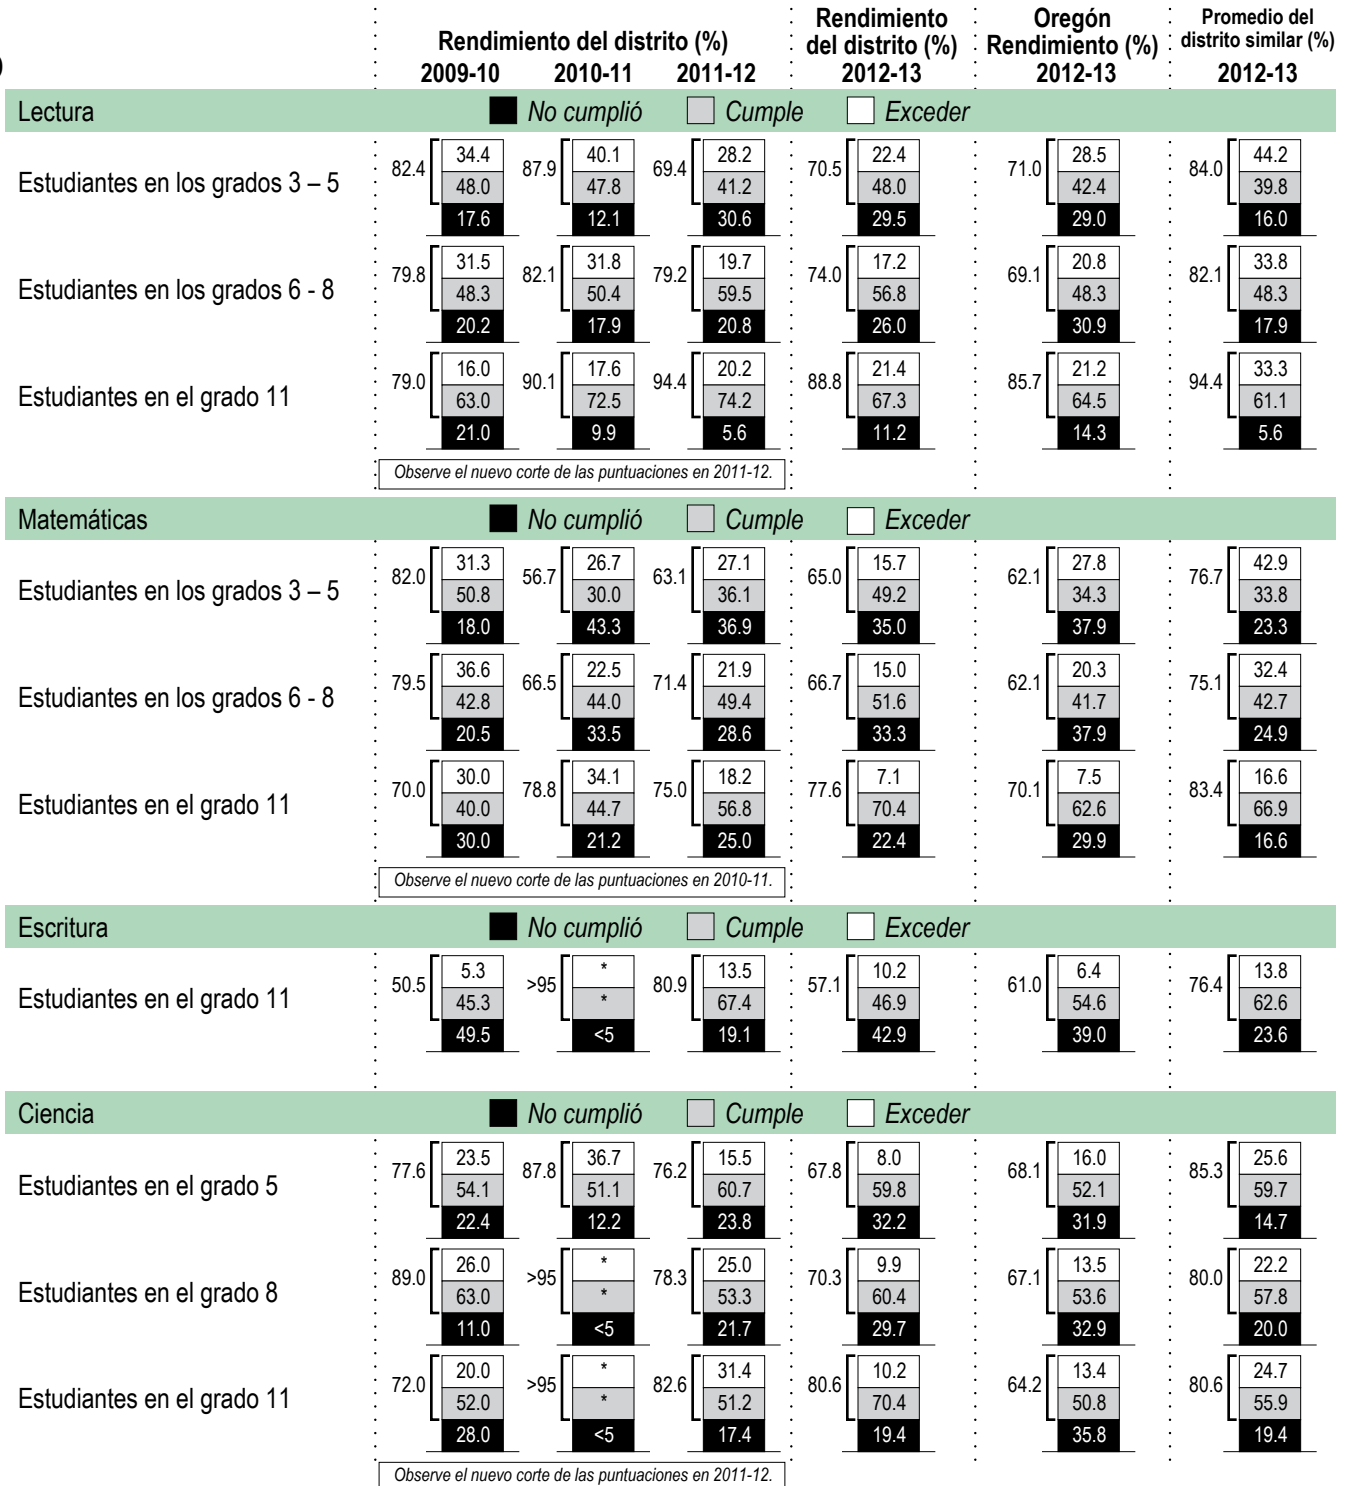 Rendimiento Oregón Promedio del
Rendimiento del distrito (%) del distrito (%) Rendimiento (%) distrito similar (%)
2009-10 2010-11 2011-12 2012-13 2012-13 2012-13
Lectura No cumplió Cumple Exceder
34.4 40.1 28.2 22.4 28.5 44.2
82.4 87.9 69.4 70.5 71.0 84.0
Estudiantes en los grados 3 – 5 48.0 47.8 41.2 48.0 42.4 39.8
17.6 12.1 30.6 29.5 29.0 16.0
31.5 31.8 19.7 17.2 20.8 33.8
79.8 82.1 79.2 74.0 69.1 82.1
Estudiantes en los grados 6 - 8 48.3 50.4 59.5 56.8 48.3 48.3
20.2 17.9 20.8 26.0 30.9 17.9
16.0 17.6 20.2 21.4 21.2 33.3
79.0 90.1 94.4 88.8 85.7 94.4
Estudiantes en el grado 11 63.0 72.5 74.2 67.3 64.5 61.1
21.0 9.9 5.6 11.2 14.3 5.6
Observe el nuevo corte de las puntuaciones en 2011-12.
Matemáticas No cumplió Cumple Exceder
31.3 26.7 27.1 15.7 27.8 42.9
82.0 56.7 63.1 65.0 62.1 76.7
Estudiantes en los grados 3 – 5 50.8 30.0 36.1 49.2 34.3 33.8
18.0 43.3 36.9 35.0 37.9 23.3
36.6 22.5 21.9 15.0 20.3 32.4
79.5 66.5 71.4 66.7 62.1 75.1
Estudiantes en los grados 6 - 8 42.8 44.0 49.4 51.6 41.7 42.7
20.5 33.5 28.6 33.3 37.9 24.9
30.0 34.1 18.2 7.1 7.5 16.6
70.0 78.8 75.0 77.6 70.1 83.4
Estudiantes en el grado 11 40.0 44.7 56.8 70.4 62.6 66.9
30.0 21.2 25.0 22.4 29.9 16.6
Observe el nuevo corte de las puntuaciones en 2010-11.
Escritura No cumplió Cumple Exceder
5.3 * 13.5 10.2 6.4 13.8
50.5 >95 80.9 57.1 61.0 76.4
Estudiantes en el grado 11 45.3 * 67.4 46.9 54.6 62.6
49.5 <5 19.1 42.9 39.0 23.6
Ciencia No cumplió Cumple Exceder
23.5 36.7 15.5 8.0 16.0 25.6
77.6 87.8 76.2 67.8 68.1 85.3
Estudiantes en el grado 5 54.1 51.1 60.7 59.8 52.1 59.7
22.4 12.2 23.8 32.2 31.9 14.7
26.0 * 25.0 9.9 13.5 22.2
89.0 >95 78.3 70.3 67.1 80.0
Estudiantes en el grado 8 63.0 * 53.3 60.4 53.6 57.8
11.0 <5 21.7 29.7 32.9 20.0
20.0 * 31.4 10.2 13.4 24.7
72.0 >95 82.6 80.6 64.2 80.6
Estudiantes en el grado 11 52.0 * 51.2 70.4 50.8 55.9
28.0 <5 17.4 19.4 35.8 19.4
Observe el nuevo corte de las puntuaciones en 2011-12.